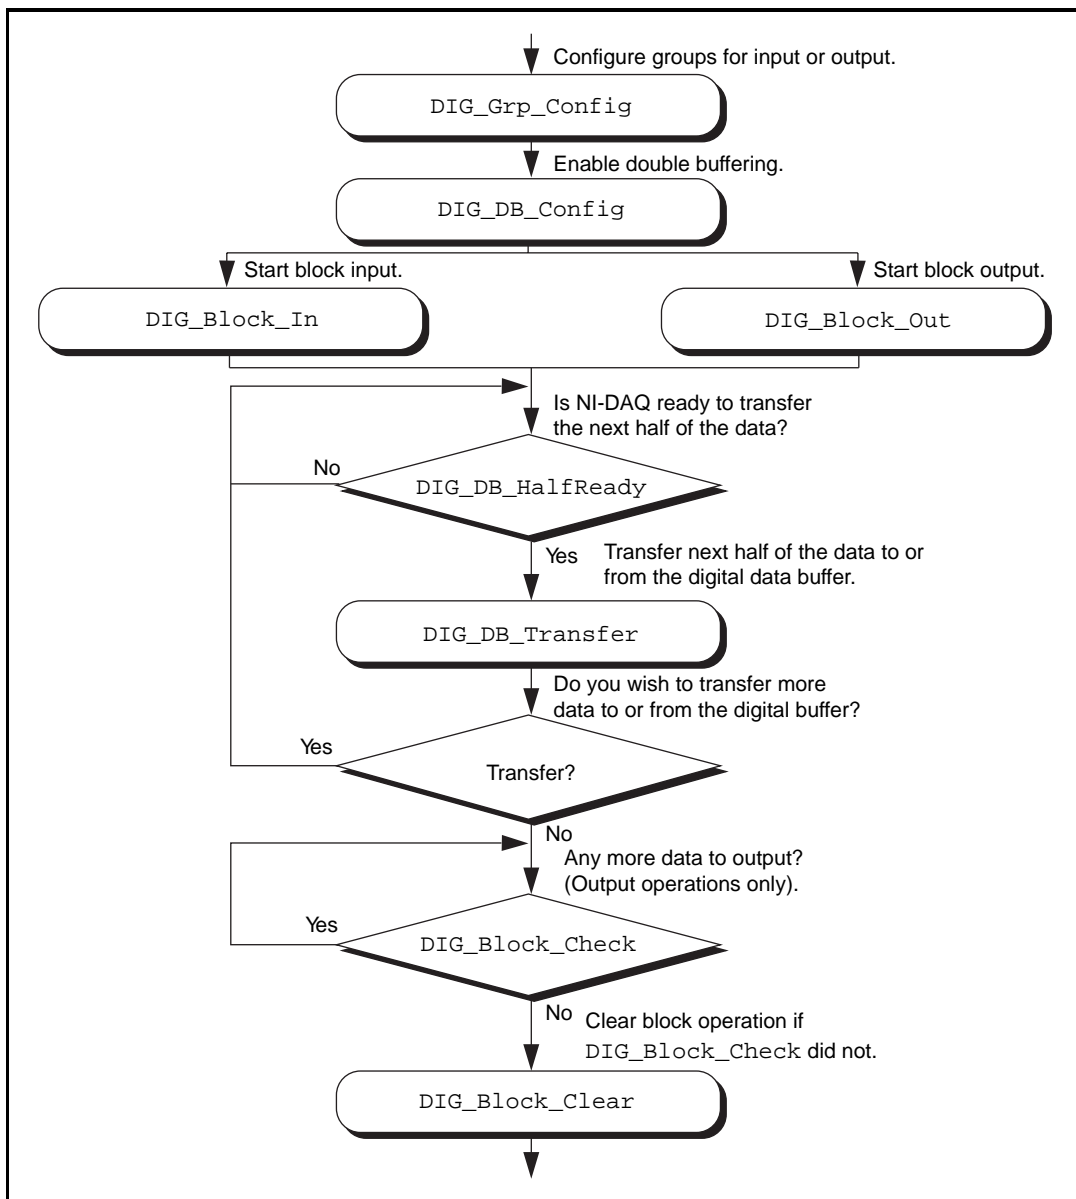 Configure groups for input or output.
DIG_Grp_Config
Enable double buffering.
DIG_DB_Config
Start block input.
Start block output.
DIG_Block_In
DIG_Block_Out
Is NI-DAQ ready to transfer
the next half of the data?
No
DIG_DB_HalfReady
Yes
Transfer next half of the data to or
from the digital data buffer.
DIG_DB_Transfer
Do you wish to transfer more
data to or from the digital buffer?
Yes
Transfer?
No
Any more data to output?
(Output operations only).
Yes
DIG_Block_Check
No
Clear block operation if
DIG_Block_Check did not.
DIG_Block_Clear